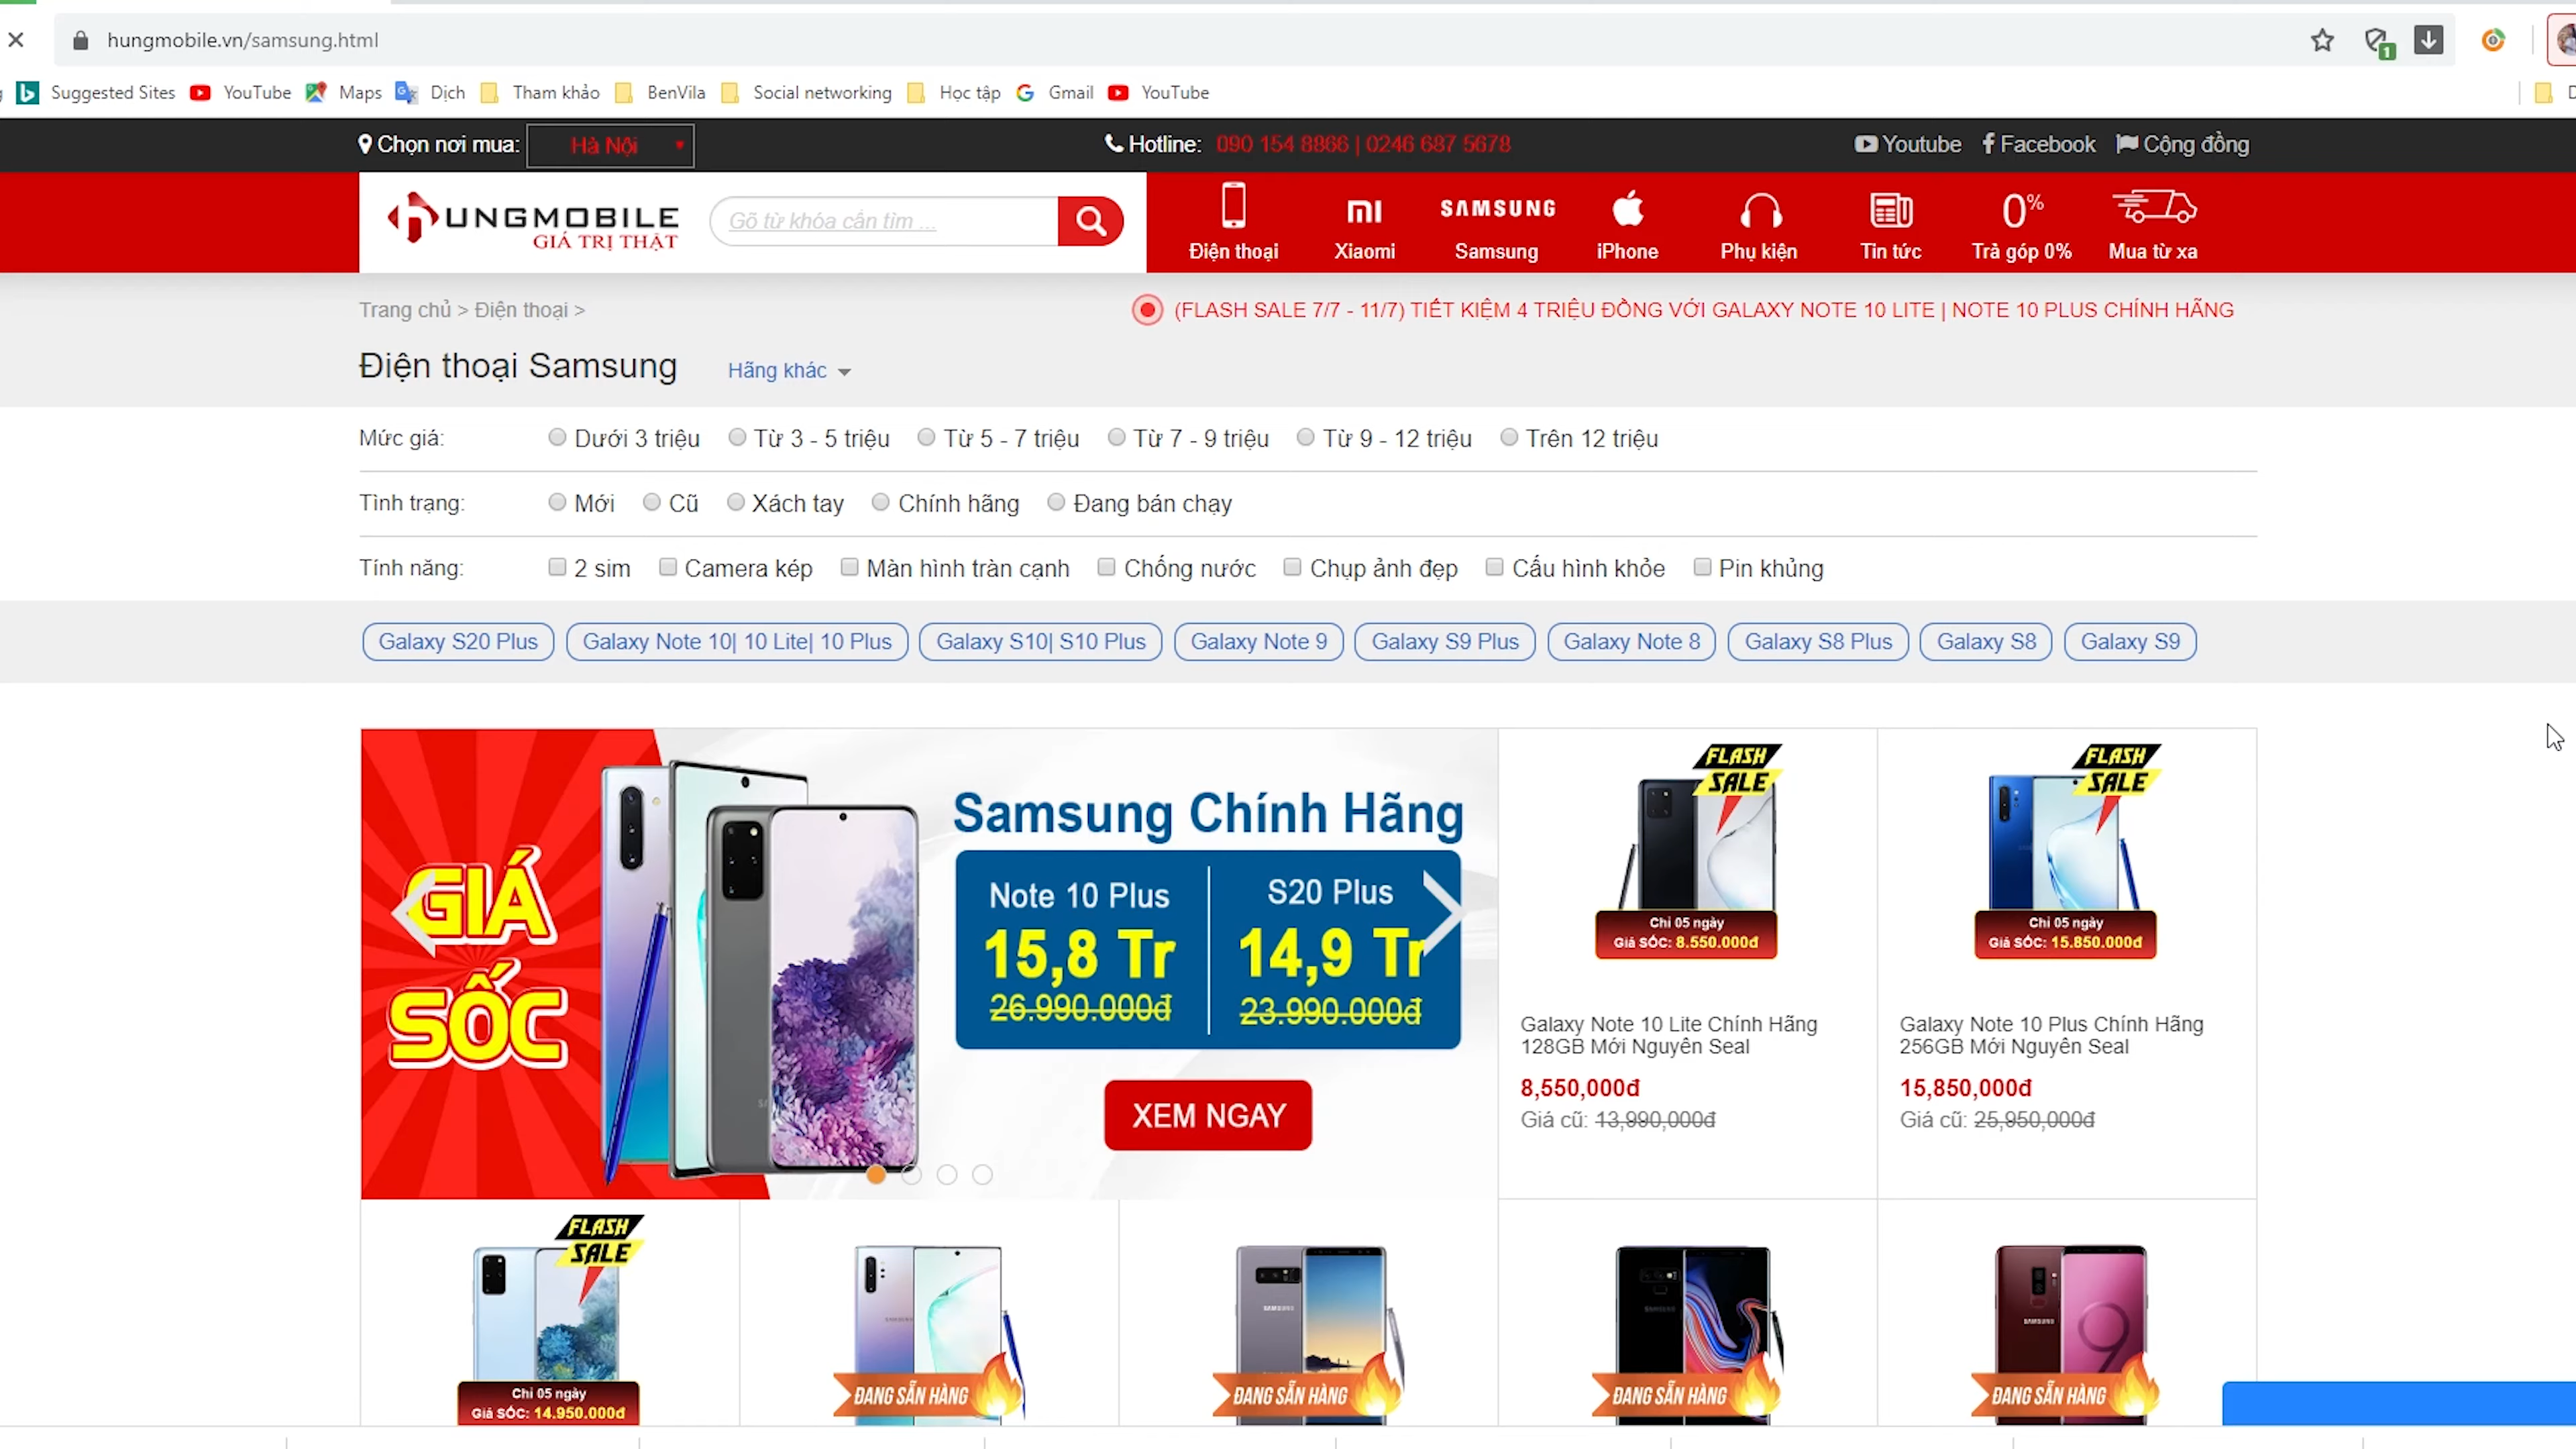 hungmobile.vn/samsung.html
1
Suggested Sites YouTube Maps Dịch Tham khảo BenVila Social networking Học tập Gmail YouTube
Chọn nơi mua: Hà Nội Hotline: 090 154 8866 | 0246 687 5678 Youtube Facebook Cộng đồng
hUNGMOBILE
GIÁ TRỊ THẬT
Gõ từ khóa cần tìm ...
mi SAMSUNG 0%
Điện thoại Xiaomi Samsung iPhone Phụ kiện Tin tức Trả góp 0% Mua từ xa
Trang chủ > Điện thoại >
(FLASH SALE 7/7 - 11/7) TIẾT KIỆM 4 TRIỆU ĐỒNG VỚI GALAXY NOTE 10 LITE | NOTE 10 PLUS CHÍNH HÃNG
Điện thoại Samsung Hãng khác
Mức giá: Dưới 3 triệu Từ 3 - 5 triệu Từ 5 - 7 triệu Từ 7 - 9 triệu Từ 9 - 12 triệu Trên 12 triệu
Tình trạng: Mới Cũ Xách tay Chính hãng Đang bán chạy
Tính năng: 2 sim Camera kép Màn hình tràn cạnh Chống nước Chụp ảnh đẹp Cấu hình khỏe Pin khủng
Galaxy S20 Plus Galaxy Note 10| 10 Lite| 10 Plus Galaxy S10| S10 Plus Galaxy Note 9 Galaxy S9 Plus Galaxy Note 8 Galaxy S8 Plus Galaxy S8 Galaxy S9
GIÁ
SỐC
Samsung Chính Hãng
Note 10 Plus S20 Plus
15,8 Tr 14,9 Tr
26.990.000đ 23.990.000đ
XEM NGAY
FLASH
SALE
Chỉ 05 ngày
Giá SỐC: 8.550.000đ
Galaxy Note 10 Lite Chính Hãng
128GB Mới Nguyên Seal
8,550,000đ
Giá cũ: 13,990,000đ
FLASH
SALE
Chỉ 05 ngày
Giá SỐC: 15.850.000đ
Galaxy Note 10 Plus Chính Hãng
256GB Mới Nguyên Seal
15,850,000đ
Giá cũ: 25,950,000đ
FLASH
SALE
Chỉ 05 ngày
Giá SỐC: 14.950.000đ
SAMSUNG
ĐANG SẴN HÀNG
SAMSUNG
ĐANG SẴN HÀNG
SAMSUNG
ĐANG SẴN HÀNG
SAMSUNG
9
ĐANG SẴN HÀNG